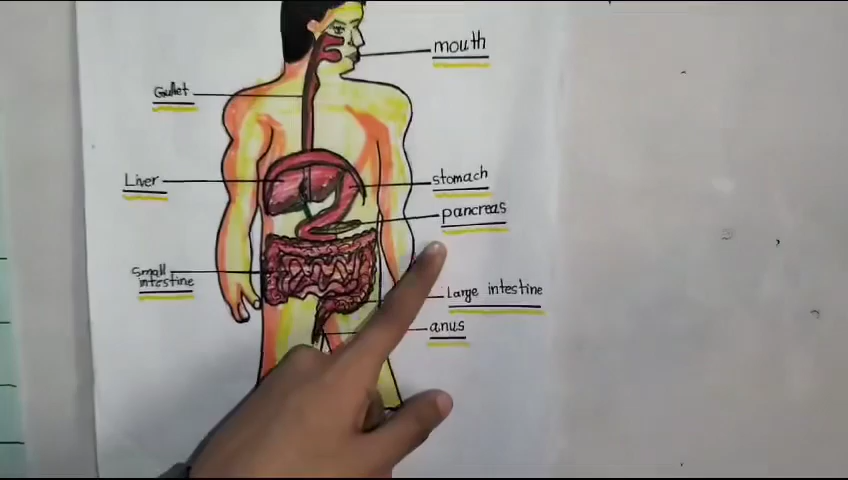 mouth
Gullet
Liver
stomach
pancreas
small
intestine
Large intestine
anus